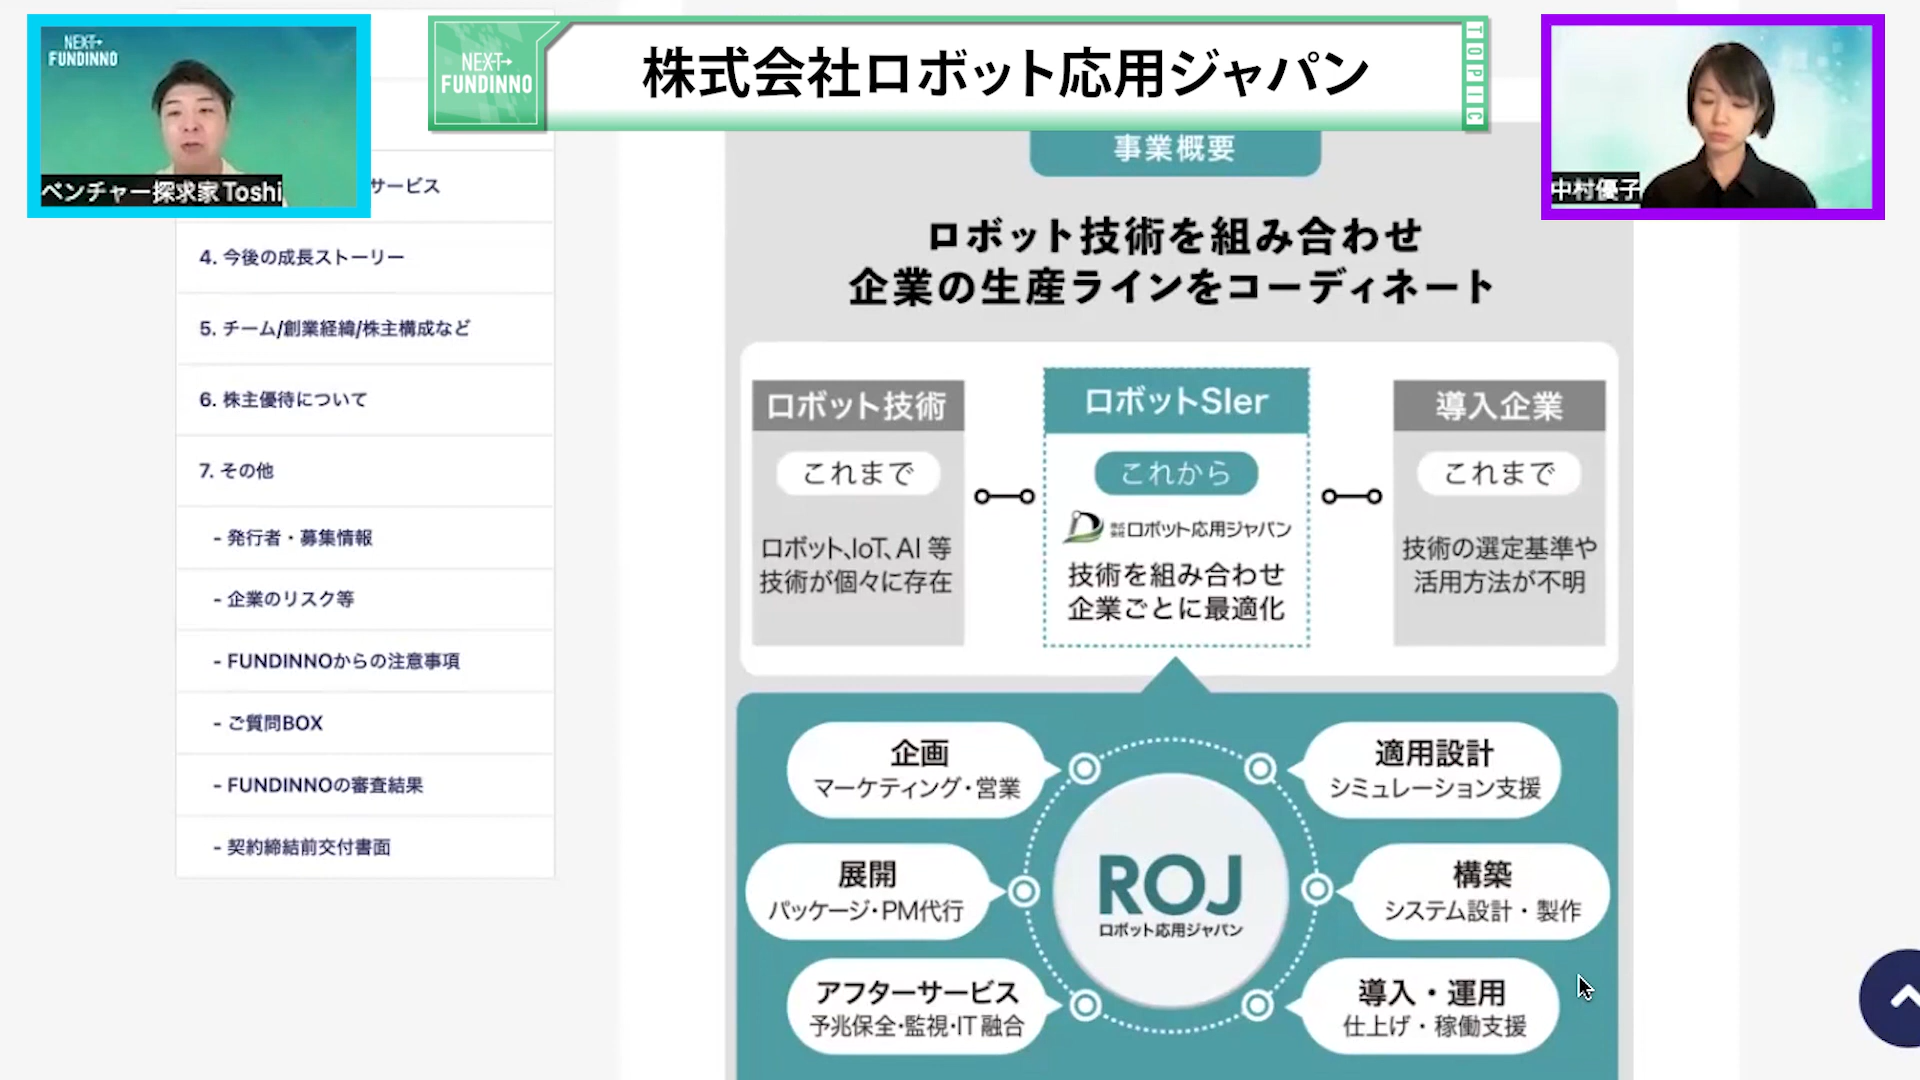 NEXT→
FUNDINNO
ベンチャー探求家 Toshi
NEXT→
FUNDINNO
株式会社ロボット応用ジャパン
TOPIC
中村優子
サービス
4. 今後の成長ストーリー
5. チーム/創業経緯/株主構成など
6. 株主優待について
7. その他
- 発行者・募集情報
- 企業のリスク等
- FUNDINNOからの注意事項
- ご質問BOX
- FUNDINNOの審査結果
- 契約締結前交付書面
事業概要
ロボット技術を組み合わせ
企業の生産ラインをコーディネート
ロボット技術
これまで
ロボット、IoT、AI 等
技術が個々に存在
ロボットSIer
これから
株式会社ロボット応用ジャパン
技術を組み合わせ
企業ごとに最適化
導入企業
これまで
技術の選定基準や
活用方法が不明
企画
マーケティング・営業
適用設計
シミュレーション支援
展開
パッケージ・PM代行
ROJ
ロボット応用ジャパン
構築
システム設計・製作
アフターサービス
予兆保全・監視・IT融合
導入・運用
仕上げ・稼働支援